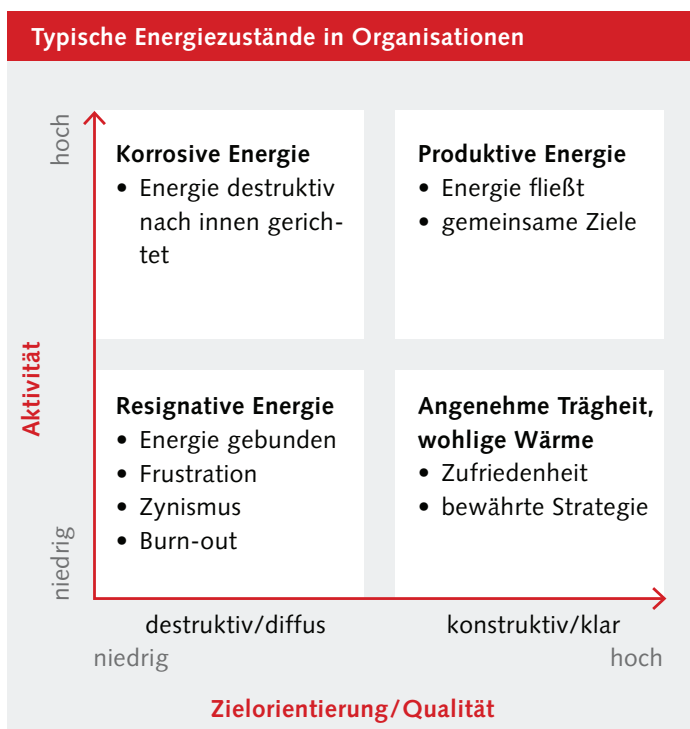 Typische Energiezustände in Organisationen
hoch
Korrosive Energie
• Energie destruktiv
nach innen gerich-
tet
Produktive Energie
• Energie fließt
• gemeinsame Ziele
Aktivität
Resignative Energie
• Energie gebunden
• Frustration
• Zynismus
• Burn-out
Angenehme Trägheit,
wohlige Wärme
• Zufriedenheit
• bewährte Strategie
niedrig
destruktiv/diffus
konstruktiv/klar
niedrig
hoch
Zielorientierung/Qualität